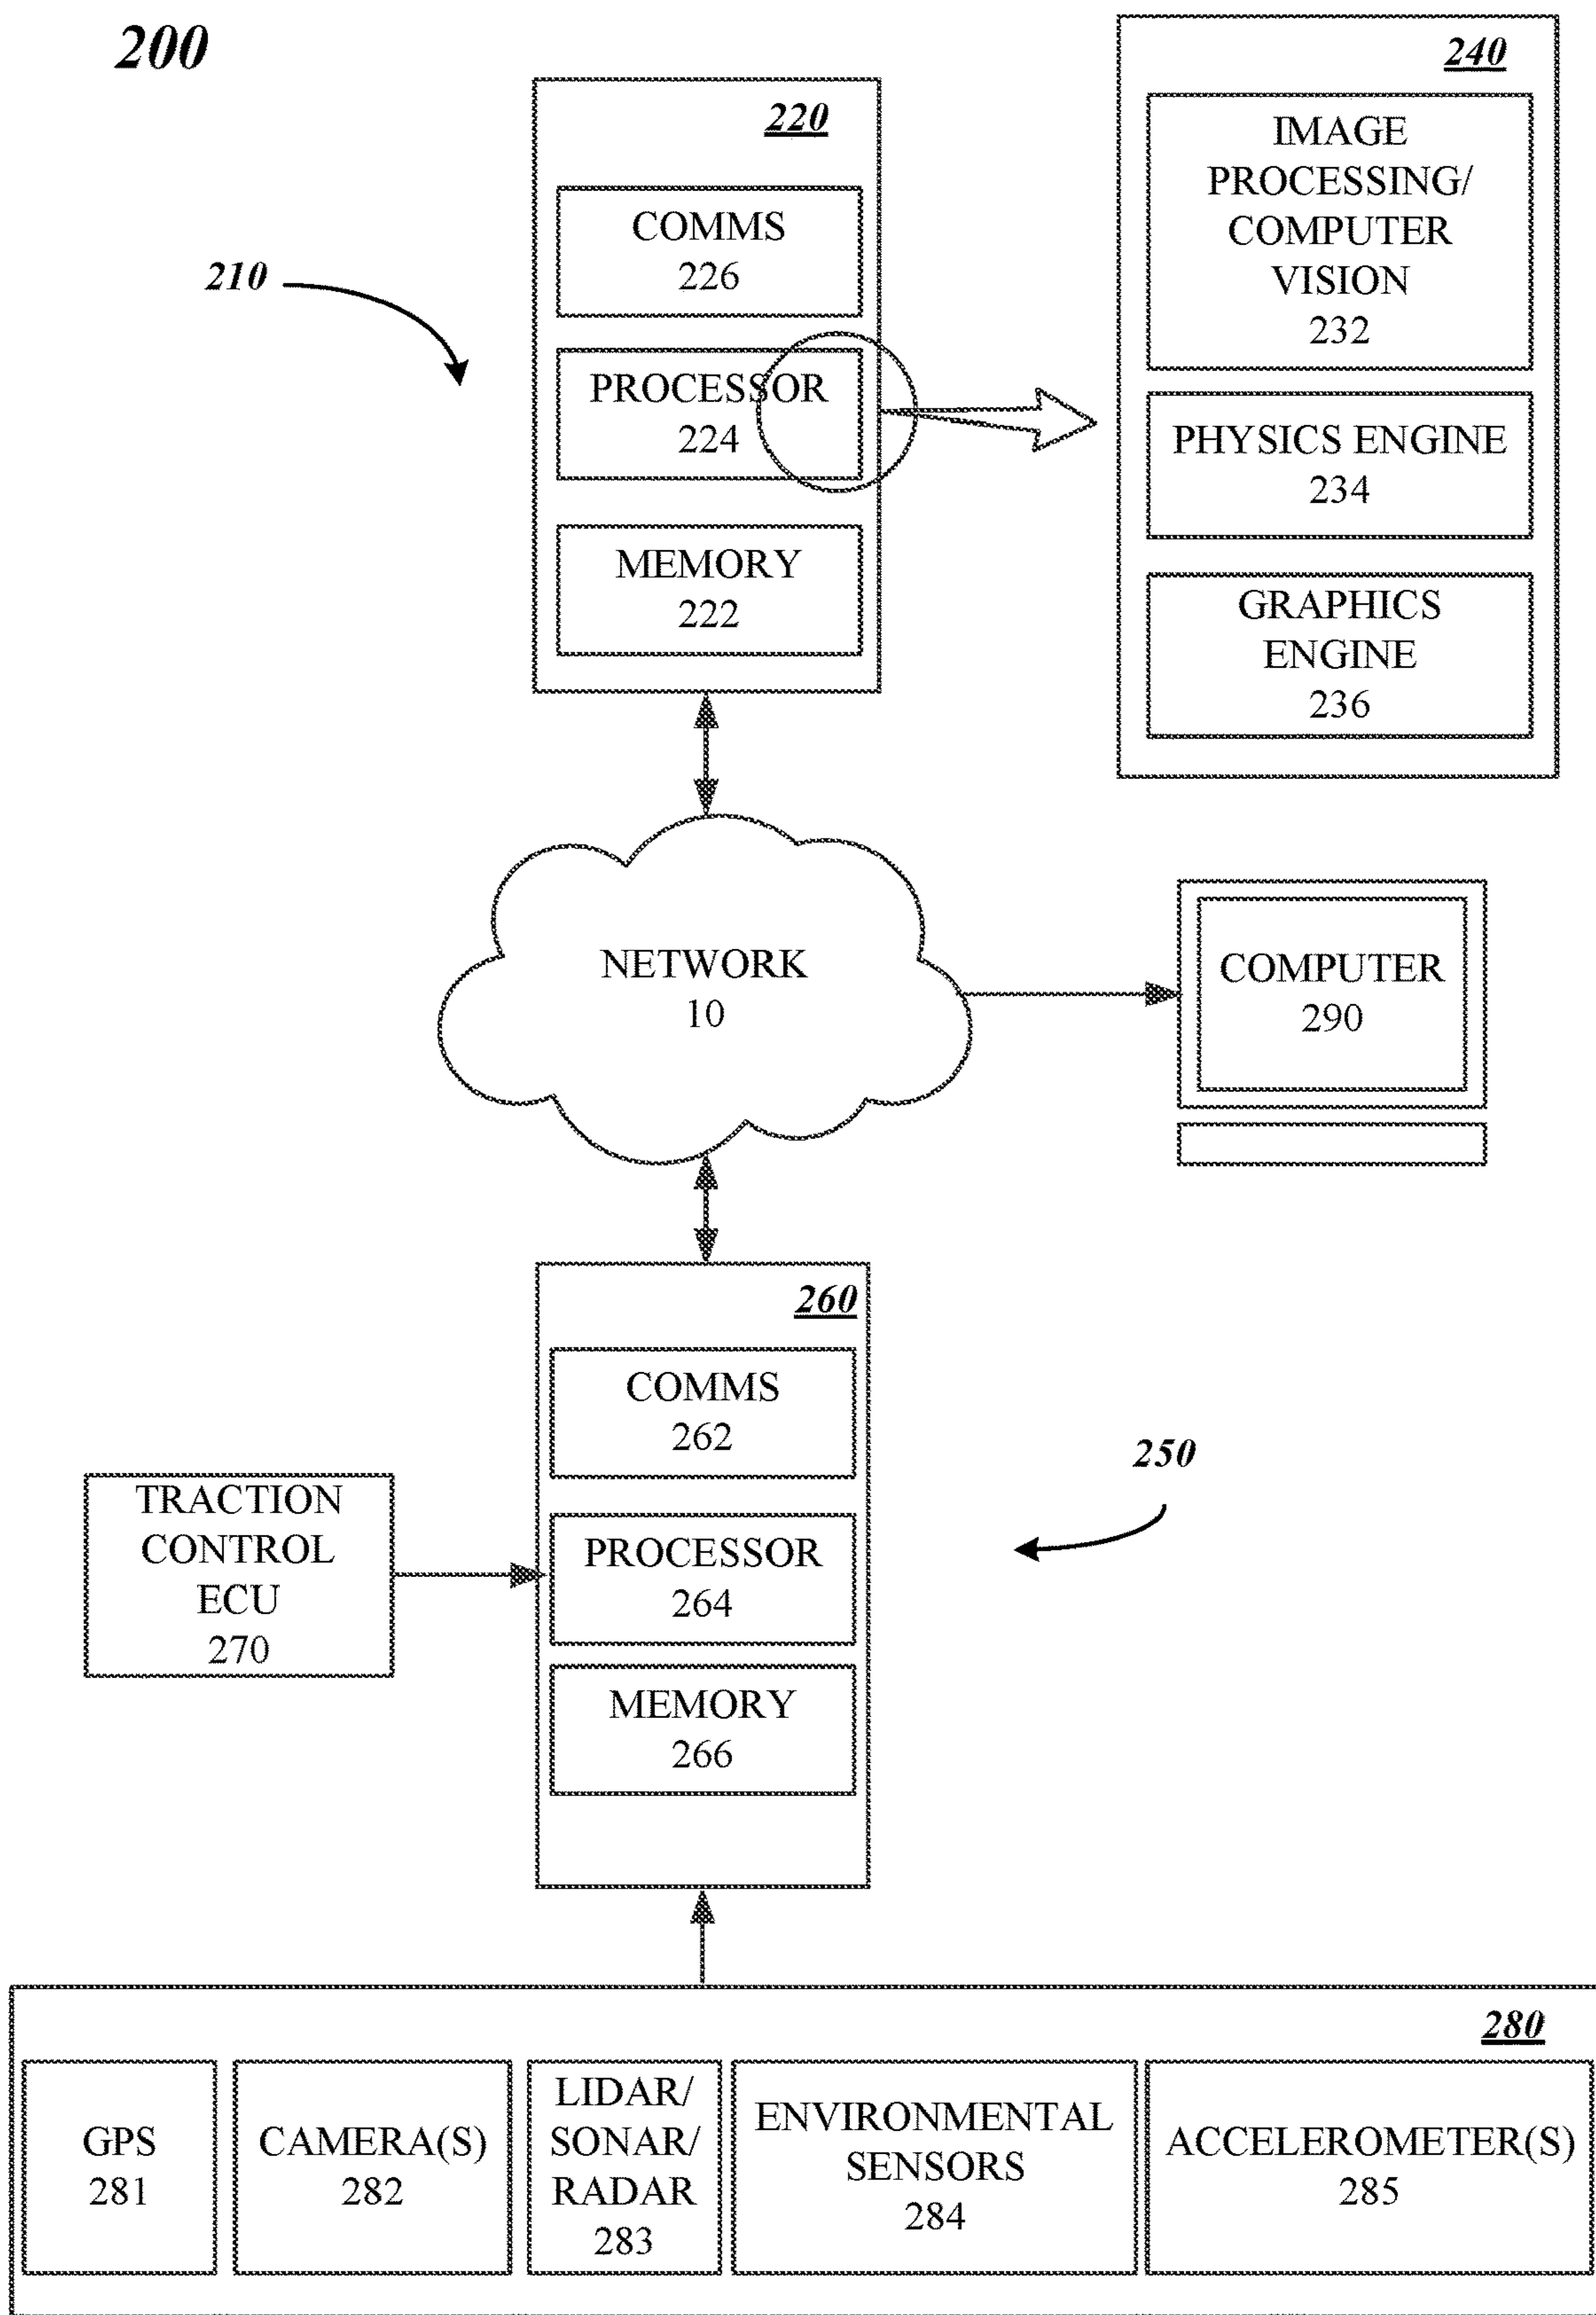 200
220
COMMS
226
210
PROCESSOR
224
MEMORY
222
240
IMAGE
PROCESSING/
COMPUTER
VISION
232
PHYSICS ENGINE
234
GRAPHICS
ENGINE
236
NETWORK
10
COMPUTER
290
260
COMMS
262
PROCESSOR
264
MEMORY
266
250
TRACTION
CONTROL
ECU
270
280
GPS
281
CAMERA(S)
282
LIDAR/
SONAR/
RADAR
283
ENVIRONMENTAL
SENSORS
284
ACCELEROMETER(S)
285